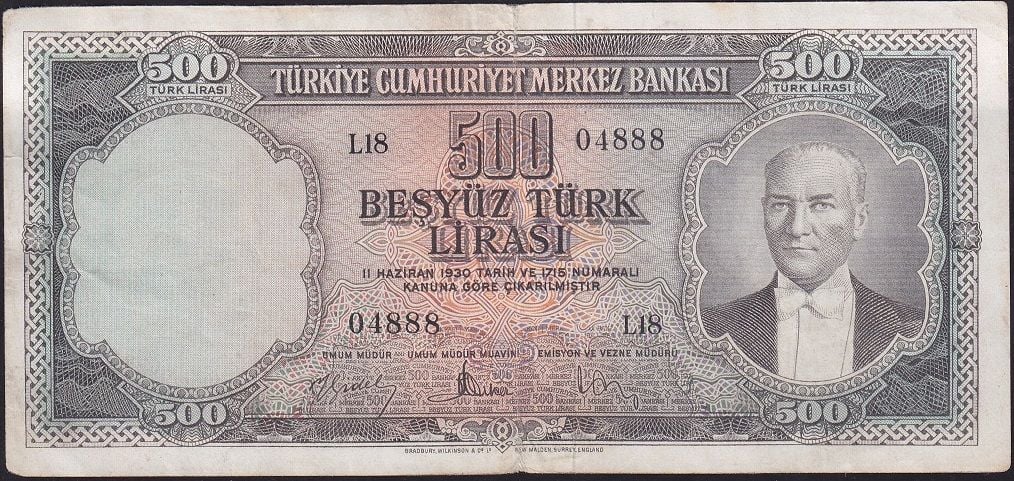 500 TÜRK LİRASI
TÜRKİYE CUMHURİYET MERKEZ BANKASI
500 TÜRK LİRASI
L18 500 04888
BEŞYÜZ TÜRK
LİRASI
11 HAZİRAN 1930 TARİH VE 1715 NUMARALI
KANUNA GÖRE ÇIKARILMIŞTIR
04888 L18
UMUM MÜDÜR UMUM MÜDÜR MUAVİNİ EMİSYON VE VEZNE MÜDÜRÜ
500
500
BRADBURY, WILKINSON & Cº Lᵈ NEW MALDEN, SURREY, ENGLAND